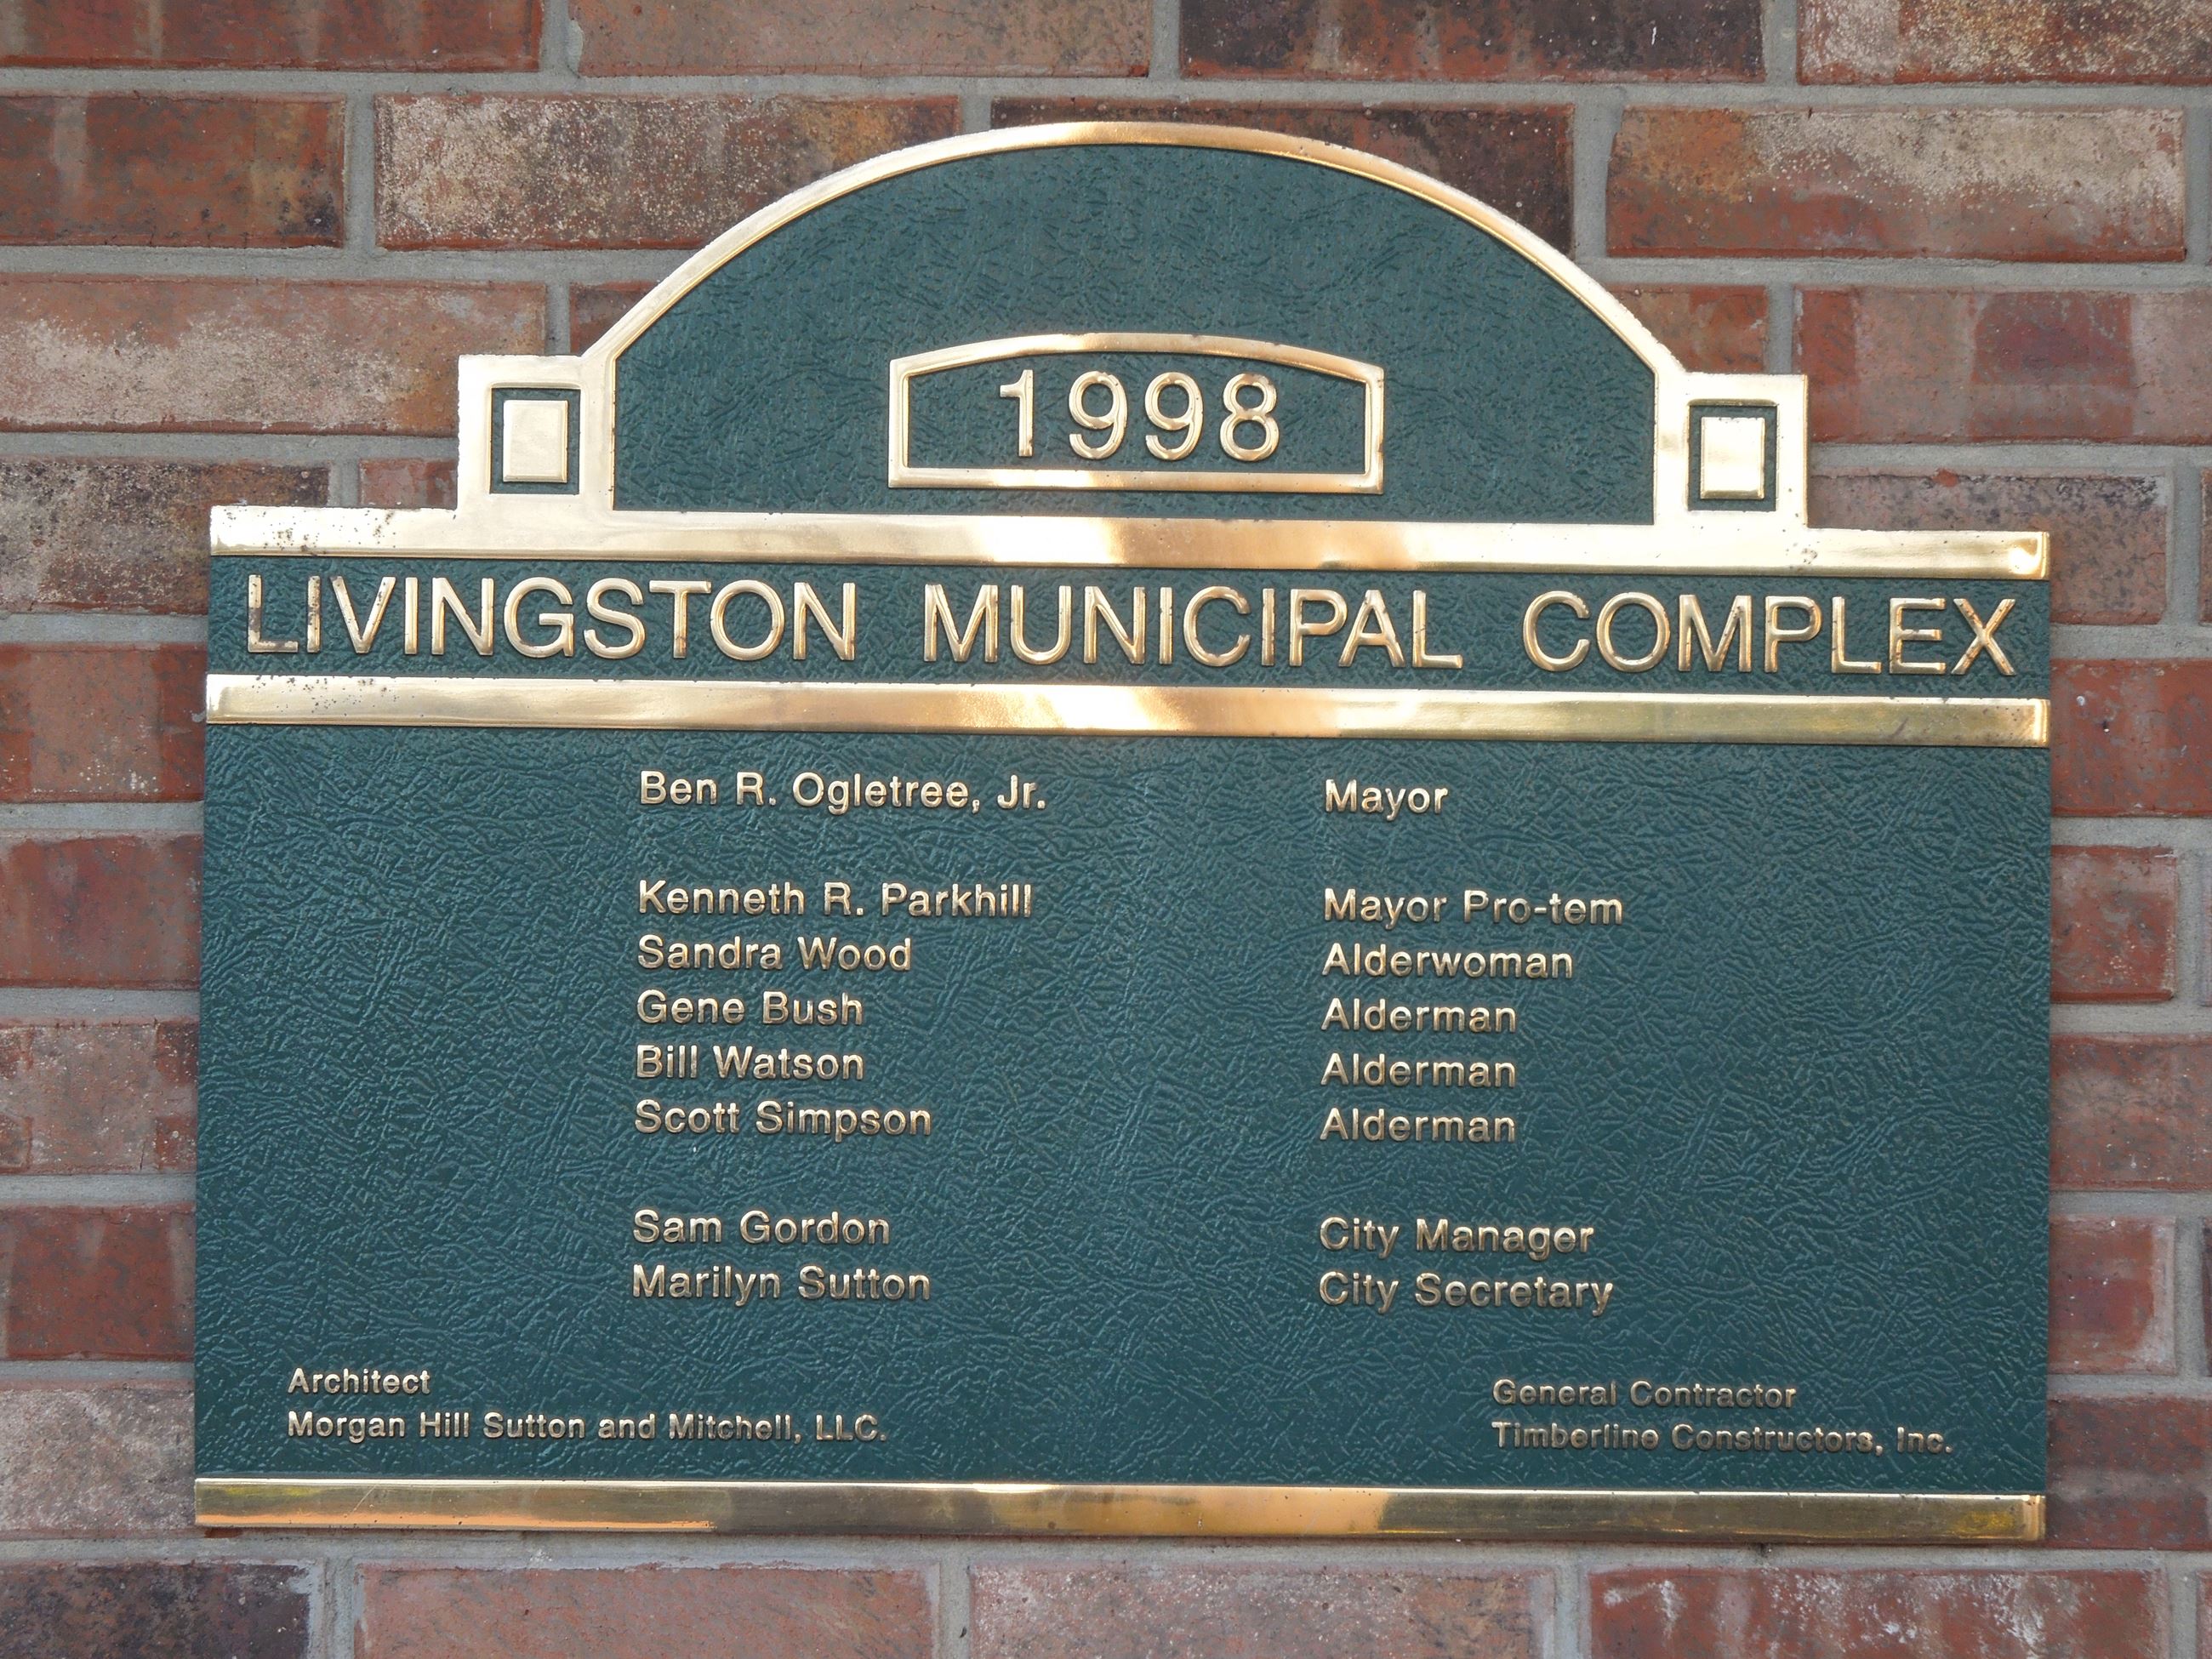 1998
LIVINGSTON MUNICIPAL COMPLEX
Ben R. Ogletree, Jr. Mayor
Kenneth R. Parkhill Mayor Pro-tem
Sandra Wood Alderwoman
Gene Bush Alderman
Bill Watson Alderman
Scott Simpson Alderman
Sam Gordon City Manager
Marilyn Sutton City Secretary
Architect
Morgan Hill Sutton and Mitchell, LLC.
General Contractor
Timberline Constructors, Inc.